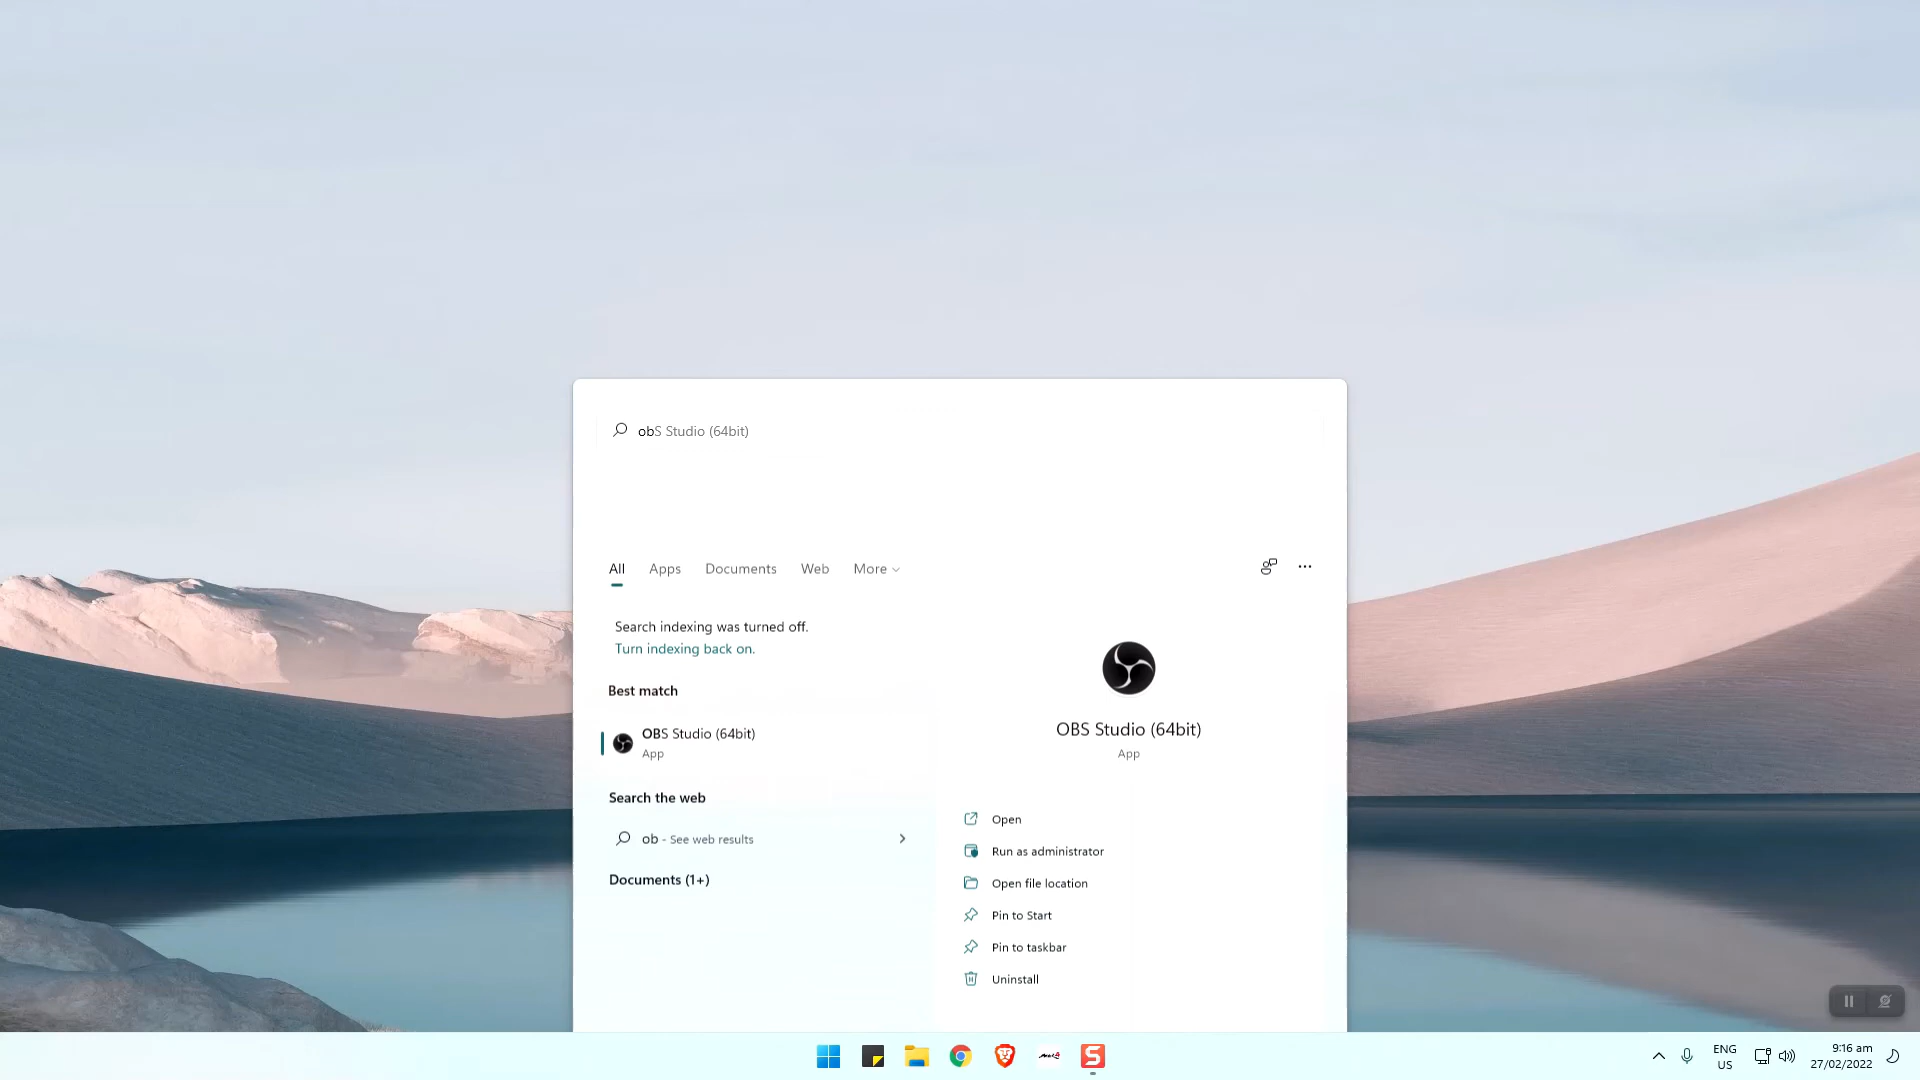 obS Studio (64bit)
All Apps Documents Web More
Search indexing was turned off.
Turn indexing back on.
Best match
OBS Studio (64bit)
App
Search the web
ob - See web results
Documents (1+)
OBS Studio (64bit)
App
Open
Run as administrator
Open file location
Pin to Start
Pin to taskbar
Uninstall
S
ENG
US
9:16 am
27/02/2022